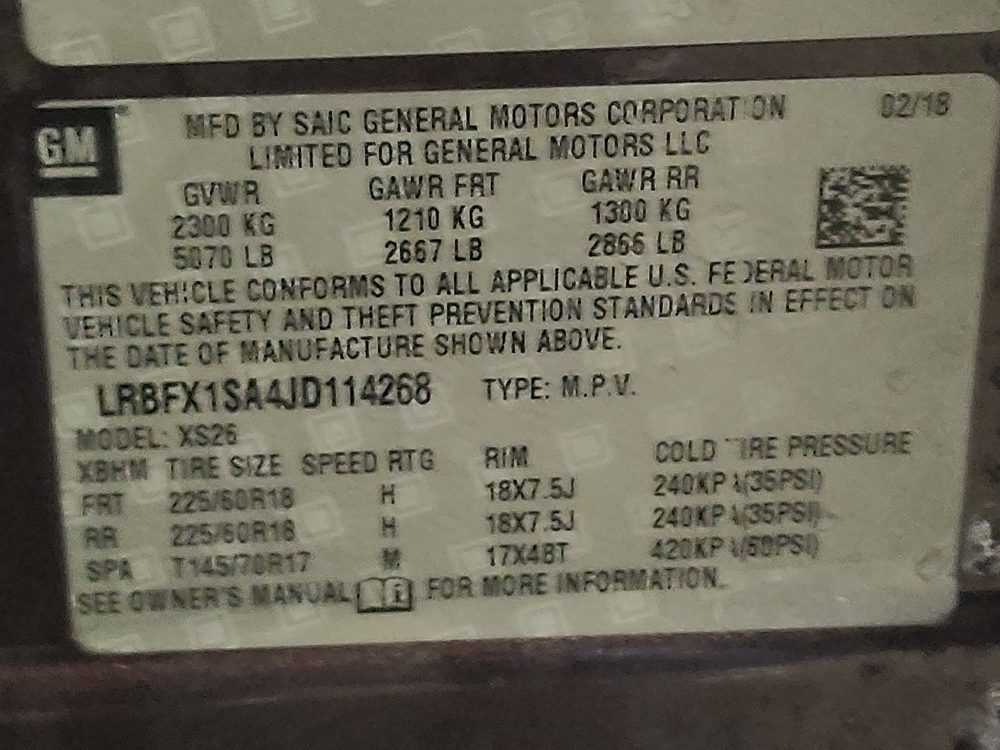 GM
MFD BY SAIC GENERAL MOTORS CORPORATION 02/18
LIMITED FOR GENERAL MOTORS LLC
GVWR GAWR FRT GAWR RR
2300 KG 1210 KG 1300 KG
5070 LB 2667 LB 2866 LB
THIS VEHICLE CONFORMS TO ALL APPLICABLE U.S. FEDERAL MOTOR
VEHICLE SAFETY AND THEFT PREVENTION STANDARDS IN EFFECT ON
THE DATE OF MANUFACTURE SHOWN ABOVE.
LRBFX1SA4JD114268 TYPE: M.P.V.
MODEL: XS26
XBHM TIRE SIZE SPEED RTG RIM COLD TIRE PRESSURE
FRT 225/60R18 H 18X7.5J 240KPA(35PSI)
RR 225/60R18 H 18X7.5J 240KPA(35PSI)
SPA T145/70R17 M 17X4BT 420KPA(60PSI)
SEE OWNER'S MANUAL FOR MORE INFORMATION.